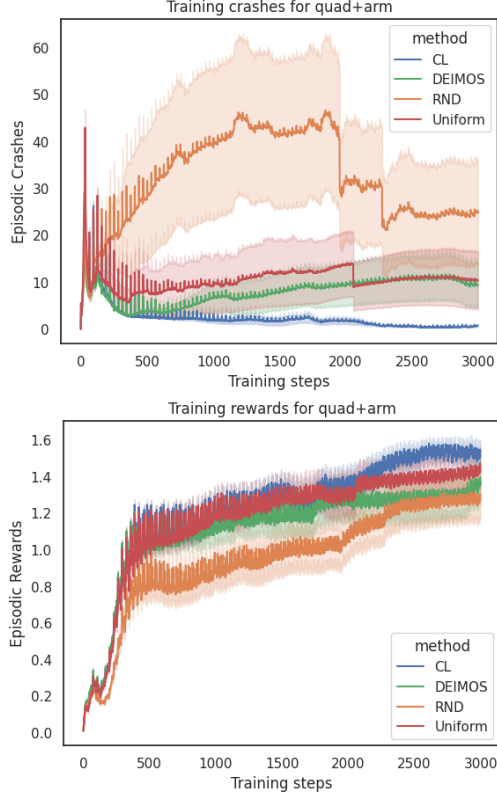 Training crashes for quad+arm
method
CL
DEIMOS
RND
Uniform
Episodic Crashes
60
50
40
30
20
10
0
0 500 1000 1500 2000 2500 3000
Training steps
Training rewards for quad+arm
Episodic Rewards
1.6
1.4
1.2
1.0
0.8
0.6
0.4
0.2
0.0
method
CL
DEIMOS
RND
Uniform
0 500 1000 1500 2000 2500 3000
Training steps